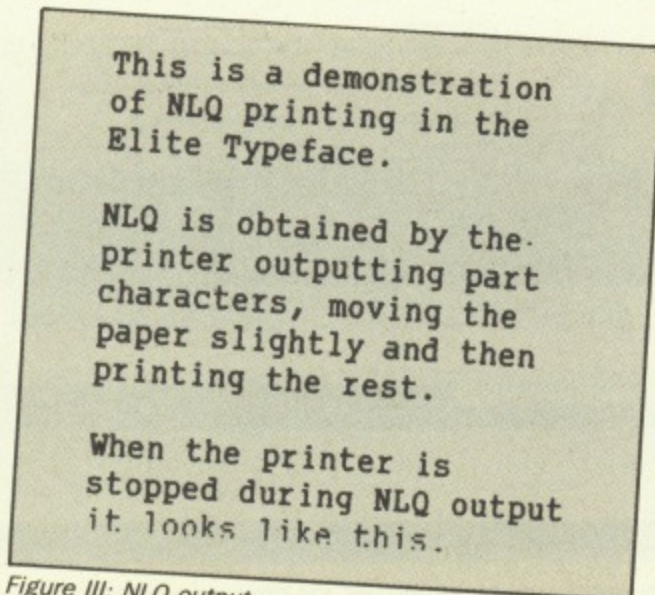 This is a demonstration
of NLQ printing in the
Elite Typeface.
NLQ is obtained by the
printer outputting part
characters, moving the
paper slightly and then
printing the rest.
When the printer is
stopped during NLQ output
it looks like this.
Figure III: NLQ output